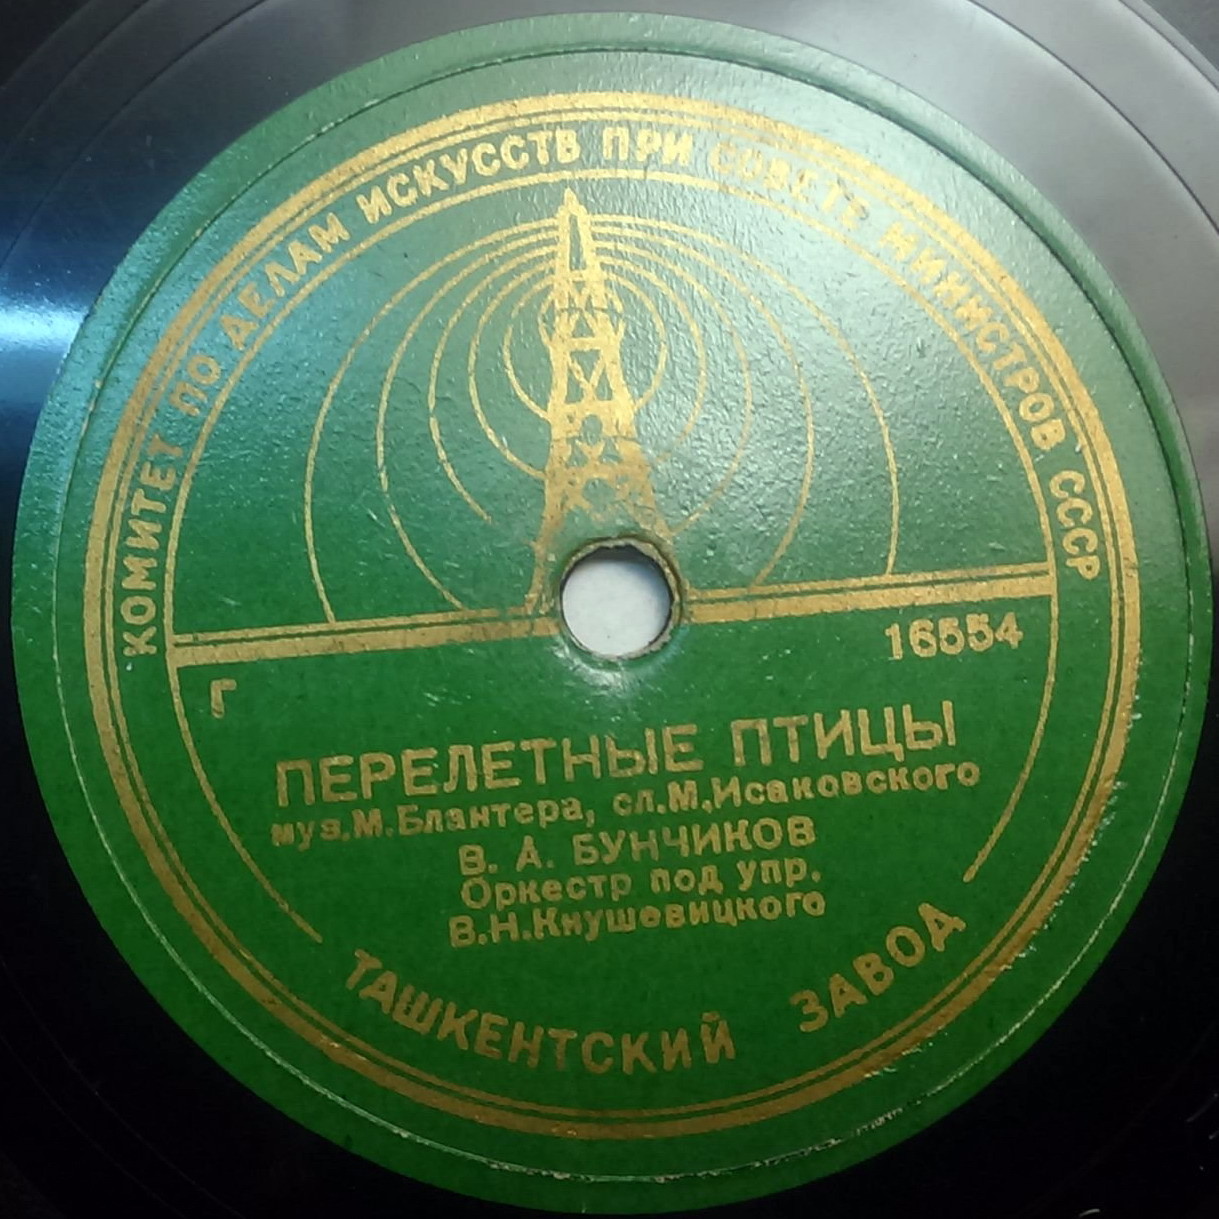 КОМИТЕТ ПО ДЕЛАМ ИСКУССТВ ПРИ СОВЕТЕ МИНИСТРОВ СССР
16554
Г
ПЕРЕЛЕТНЫЕ ПТИЦЫ
муз.М.Блантера, сл.М.Исаковского
В. А. БУНЧИКОВ
Оркестр под упр.
В.Н.Кнушевицкого
ТАШКЕНТСКИЙ ЗАВОД